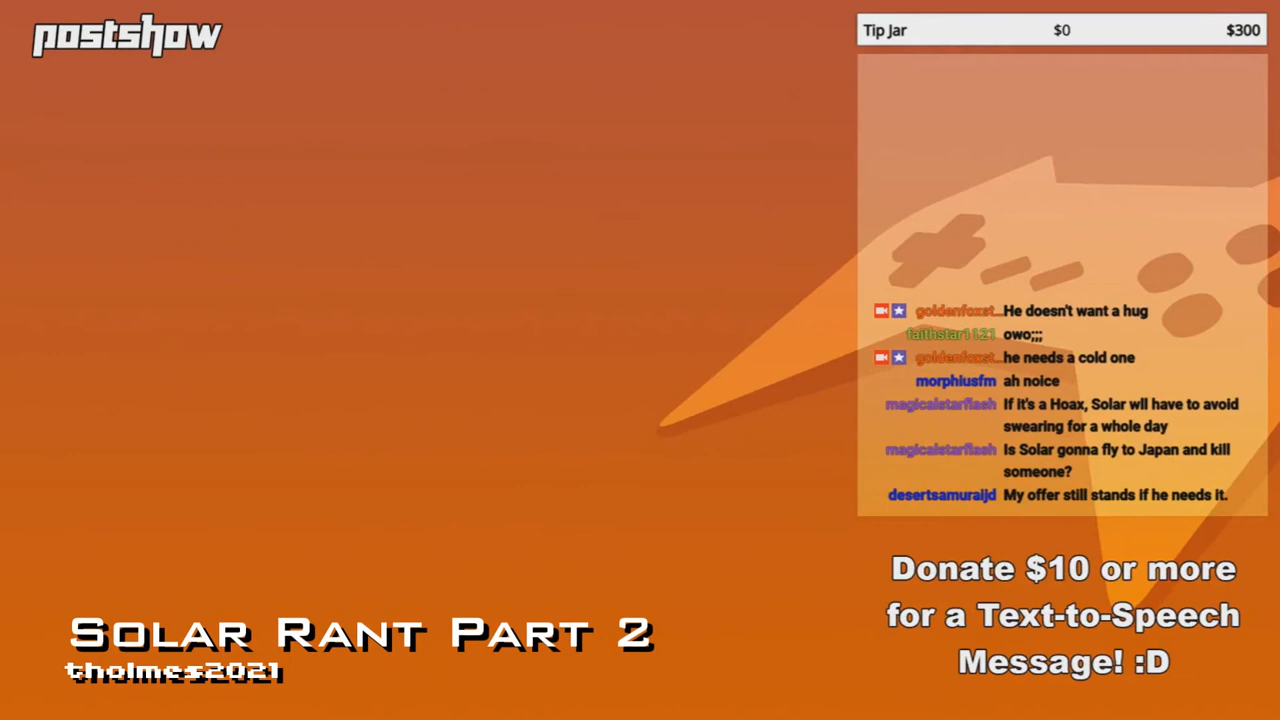 postshow
Tip Jar $0 $300
goldenfoxst... He doesn't want a hug
faithstar1121 owo;;;
goldenfoxst... he needs a cold one
morphiusfm ah noice
magicalstarflash If it's a Hoax, Solar wll have to avoid
swearing for a whole day
magicalstarflash Is Solar gonna fly to Japan and kill
someone?
desertsamuraijd My offer still stands if he needs it.
Donate $10 or more
for a Text-to-Speech
Message! :D
Solar Rant Part 2
tholmes2021